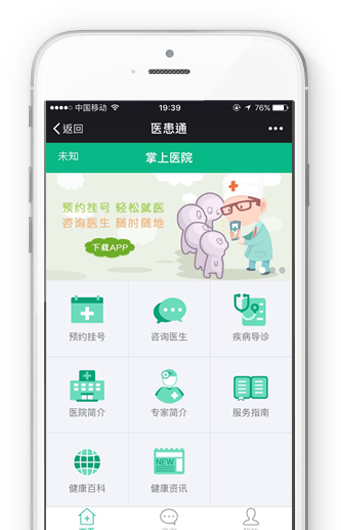 中国移动 19:39 76%
返回 医患通
未知 掌上医院
预约挂号 轻松就医
咨询医生 随时随地
下载APP
预约挂号 咨询医生 疾病导诊
医院简介 专家简介 服务指南
NEW
健康百科 健康资讯